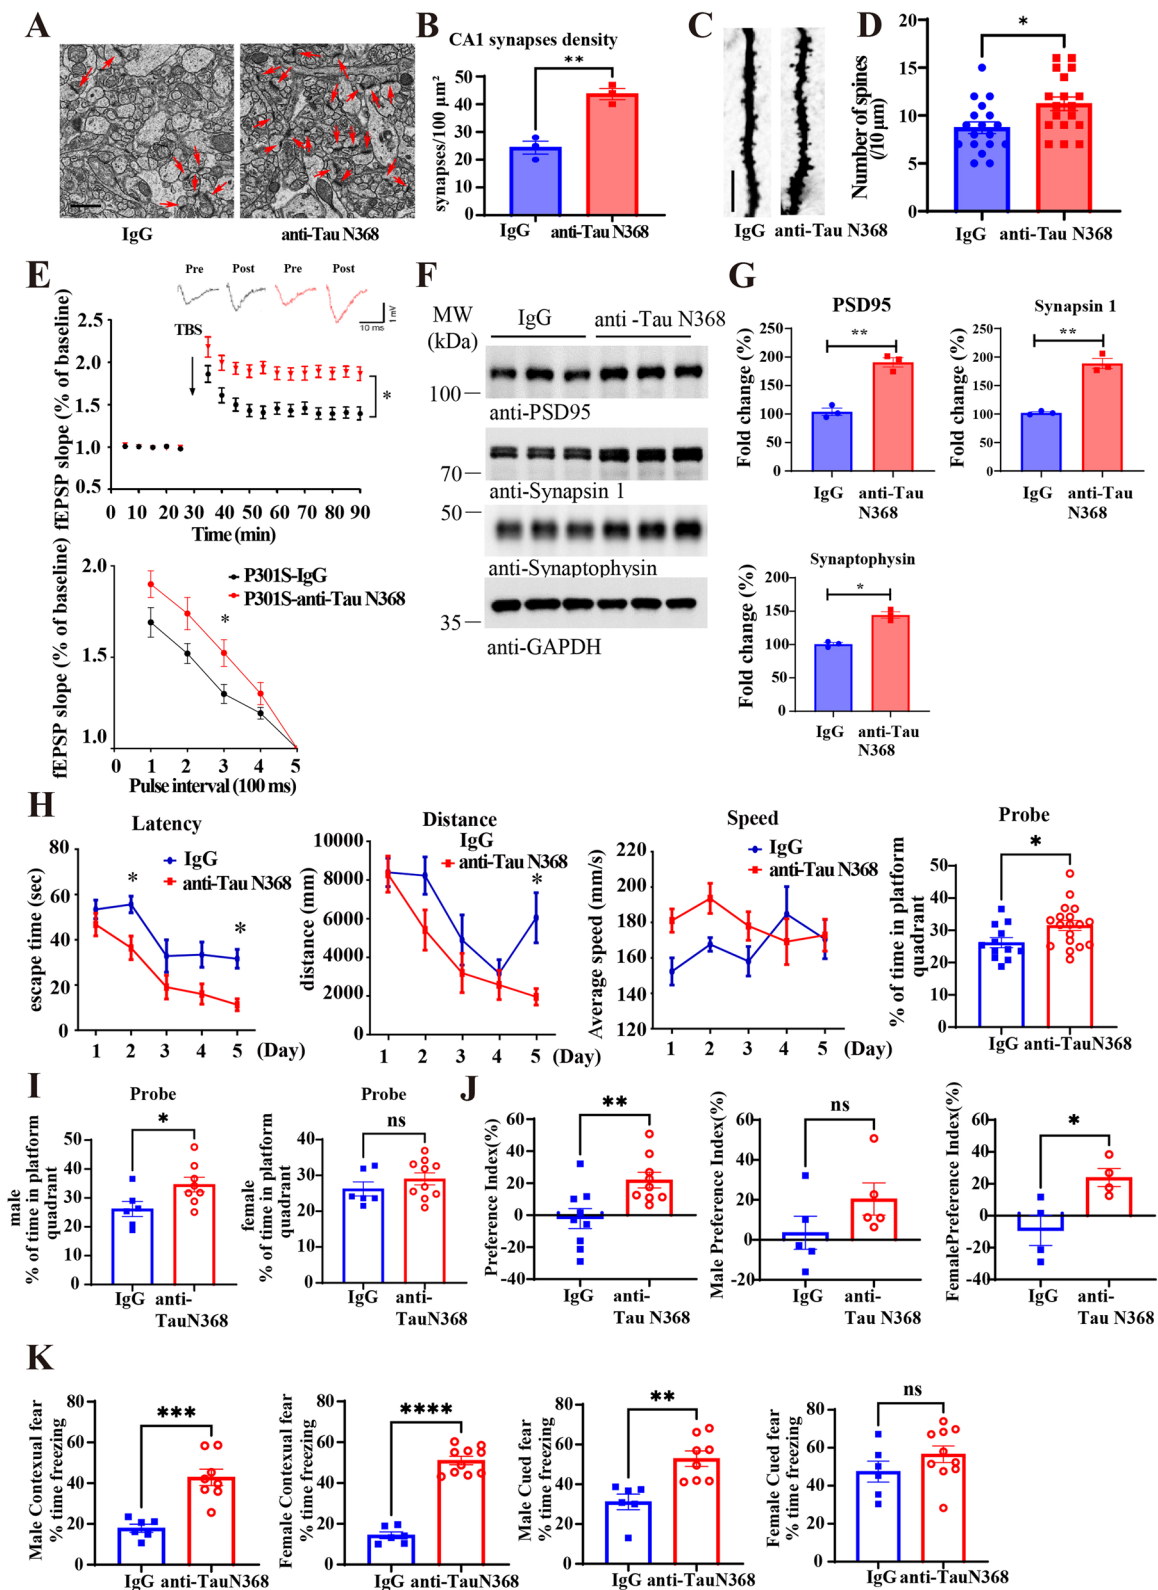 A
IgG
anti-Tau N368
B
CA1 synapses density
synapses/100 µm²
50
40
30
20
10
0
**
IgG
anti-Tau N368
C
IgG anti-Tau N368
D
Number of spines
(/10 µm)
20
15
10
5
0
*
IgG
anti-Tau N368
E
Pre
Post
Pre
Post
10 ms
1 mV
TBS
fEPSP slope (% of baseline)
2.5
2.0
1.5
1.0
0.5
*
0 10 20 30 40 50 60 70 80 90
Time (min)
fEPSP slope (% of baseline)
2.0
1.5
1.0
P301S-IgG
P301S-anti-Tau N368
*
0 1 2 3 4 5
Pulse interval (100 ms)
F
MW
(kDa)
IgG
anti -Tau N368
100
anti-PSD95
70
anti-Synapsin 1
50
anti-Synaptophysin
35
anti-GAPDH
G
PSD95
Fold change (%)
250
200
150
100
50
0
**
IgG
anti-Tau
N368
Synapsin 1
Fold change (%)
250
200
150
100
50
0
**
IgG
anti-Tau
N368
Synaptophysin
Fold change (%)
200
150
100
50
0
*
IgG
anti-Tau
N368
H
Latency
escape time (sec)
80
60
40
20
0
IgG
anti-Tau N368
*
*
1 2 3 4 5 (Day)
Distance
distance (mm)
10000
8000
6000
4000
2000
0
IgG
anti-Tau N368
*
1 2 3 4 5 (Day)
Speed
Average speed (mm/s)
220
200
180
160
140
120
IgG
anti-Tau N368
1 2 3 4 5 (Day)
Probe
% of time in platform
quadrant
50
40
30
20
10
0
*
IgG anti-TauN368
I
Probe
male
% of time in platform
quadrant
50
40
30
20
10
0
*
IgG
anti-
TauN368
Probe
female
% of time in platform
quadrant
40
30
20
10
0
ns
IgG
anti-
TauN368
J
Preference Index(%)
60
40
20
0
-20
-40
**
IgG
anti-
Tau N368
Male Preference Index(%)
60
40
20
0
-20
ns
IgG
anti-
Tau N368
FemalePreference Index(%)
60
40
20
0
-20
-40
*
IgG
anti-
Tau N368
K
Male Contexual fear
% time freezing
80
60
40
20
0
***
IgG anti-TauN368
Female Contexual fear
% time freezing
80
60
40
20
0
****
IgG anti-TauN368
Male Cued fear
% time freezing
80
60
40
20
0
**
IgG anti-TauN368
Female Cued fear
% time freezing
80
60
40
20
0
ns
IgG anti-TauN368